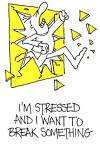 I'M STRESSED
AND I WANT TO
BREAK SOMETHING